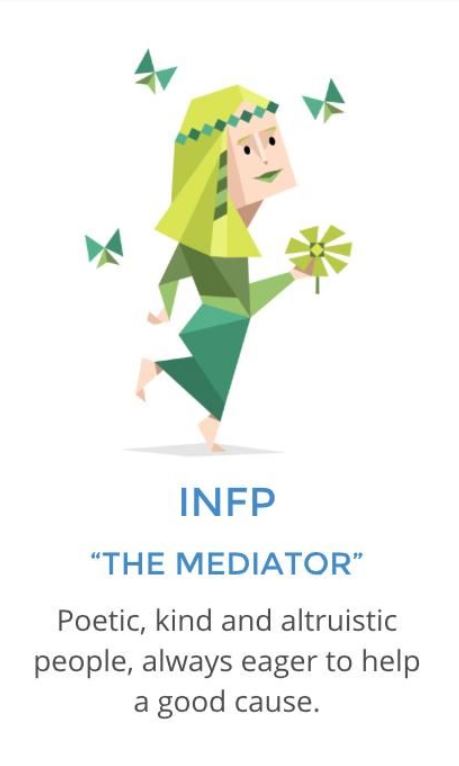 INFP
“THE MEDIATOR”
Poetic, kind and altruistic
people, always eager to help
a good cause.